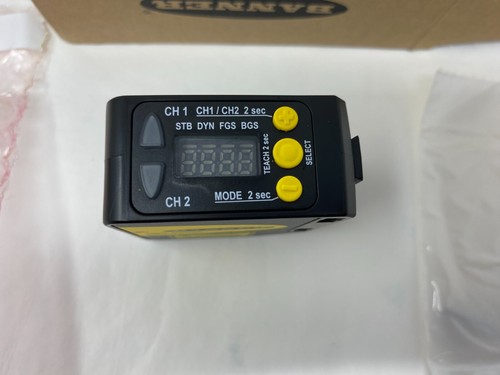 BANNER
CH 1 CH1 / CH2 2 sec
STB DYN FGS BGS
8888
TEACH 2 sec
SELECT
CH 2 MODE 2 sec